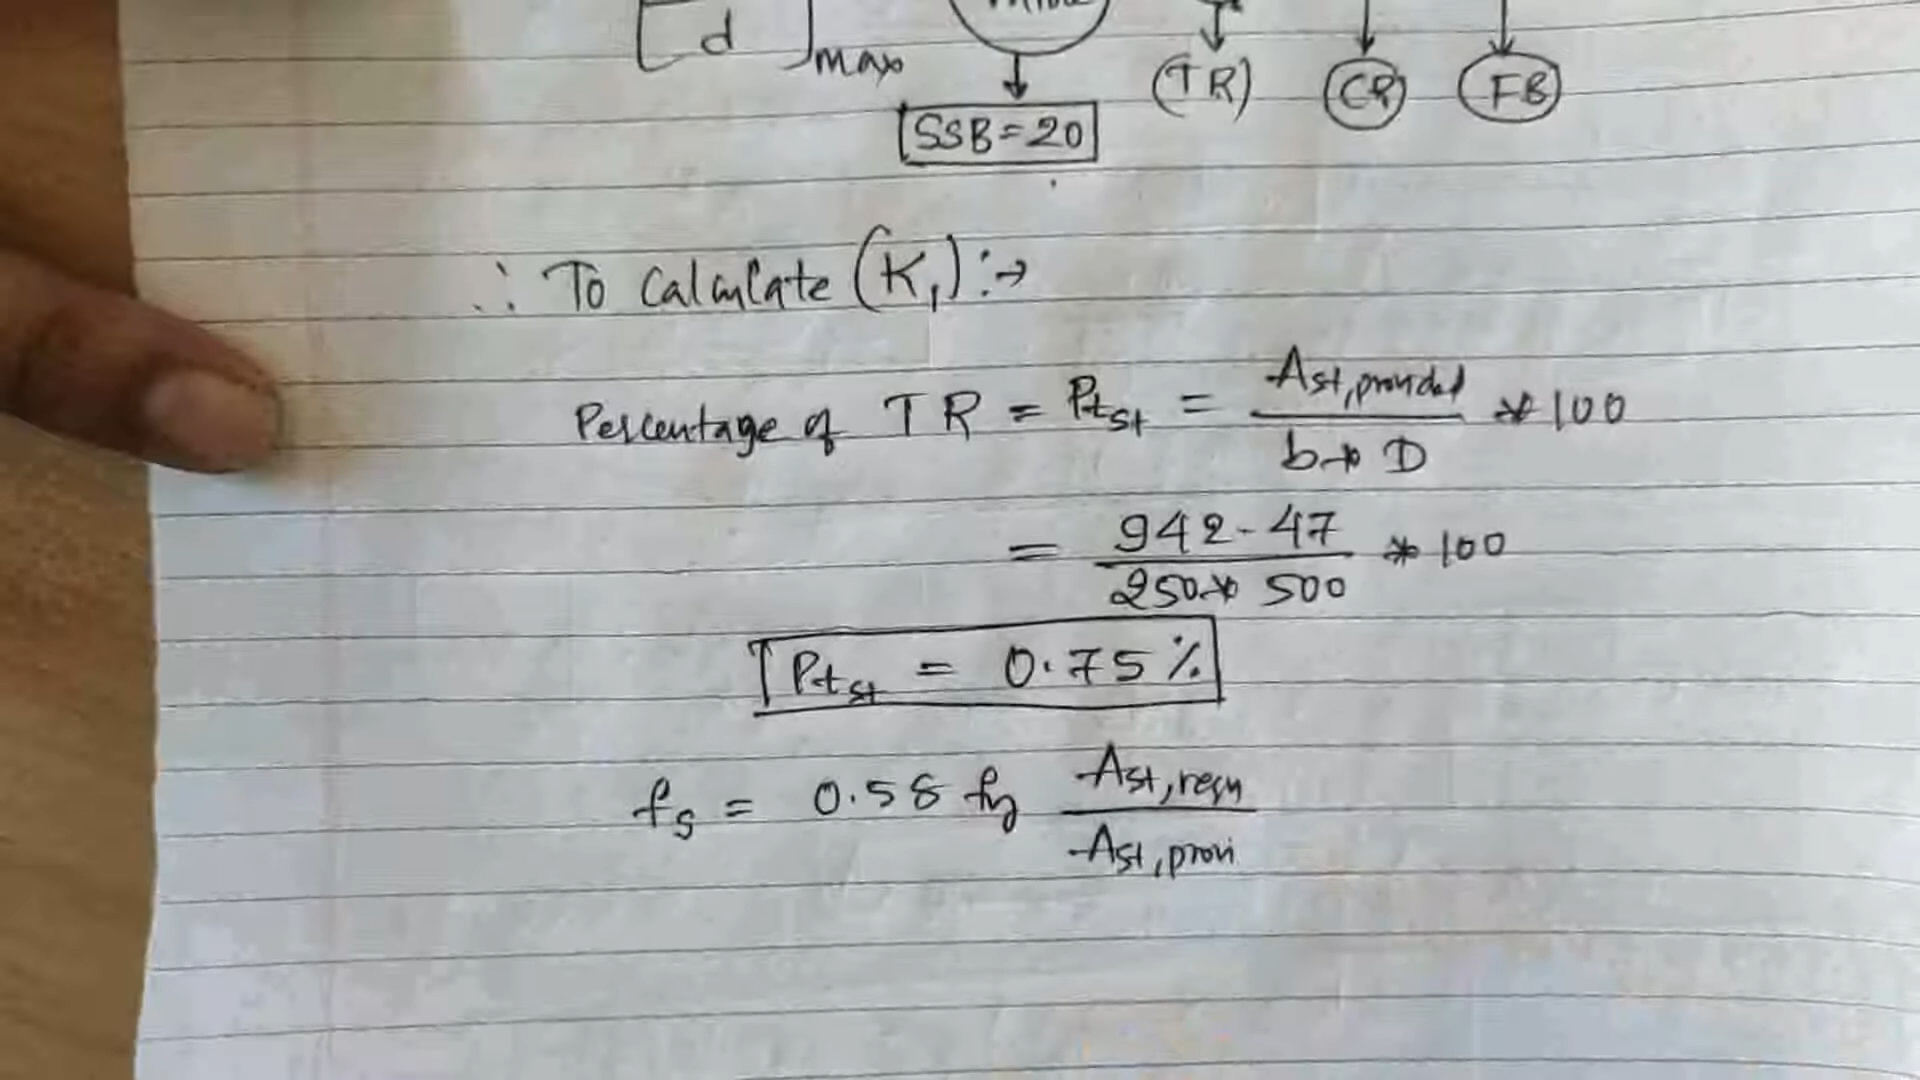 [d]max
(TR) (CR) (FB)
SSB = 20
∴ To Calculate (K₁) :→
Percentage of TR = Ptst = Ast,provided / b * D * 100
= 942.47 / 250 * 500 * 100
Ptst = 0.75 %
fs = 0.58 fy Ast,requ / Ast,provi